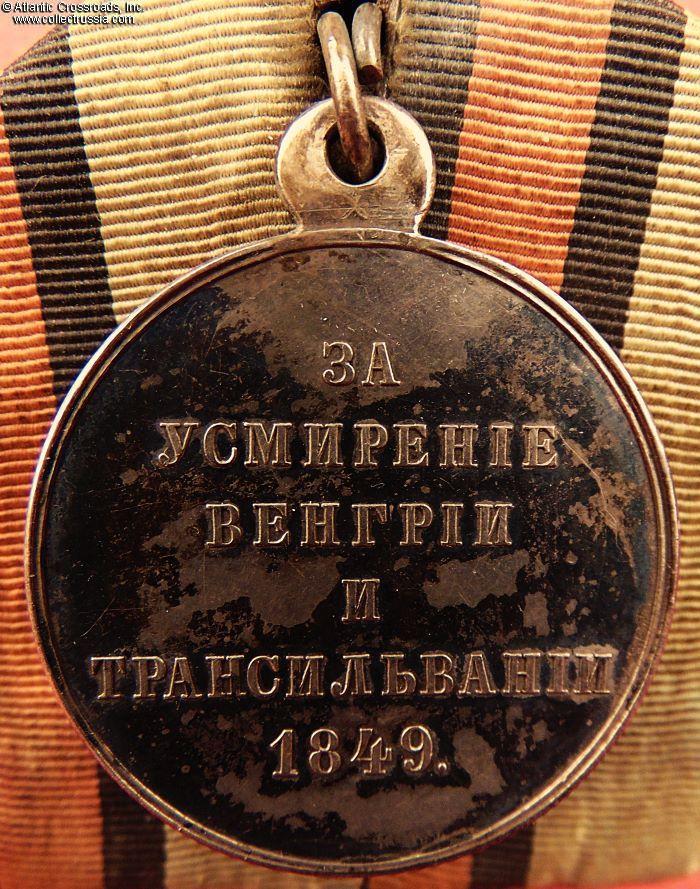 © Atlantic Crossroads, Inc.
www.collectrussia.com
ЗА
УСМИРЕНІЕ
ВЕНГРІИ
И
ТРАНСИЛЬВАНІИ
1849.